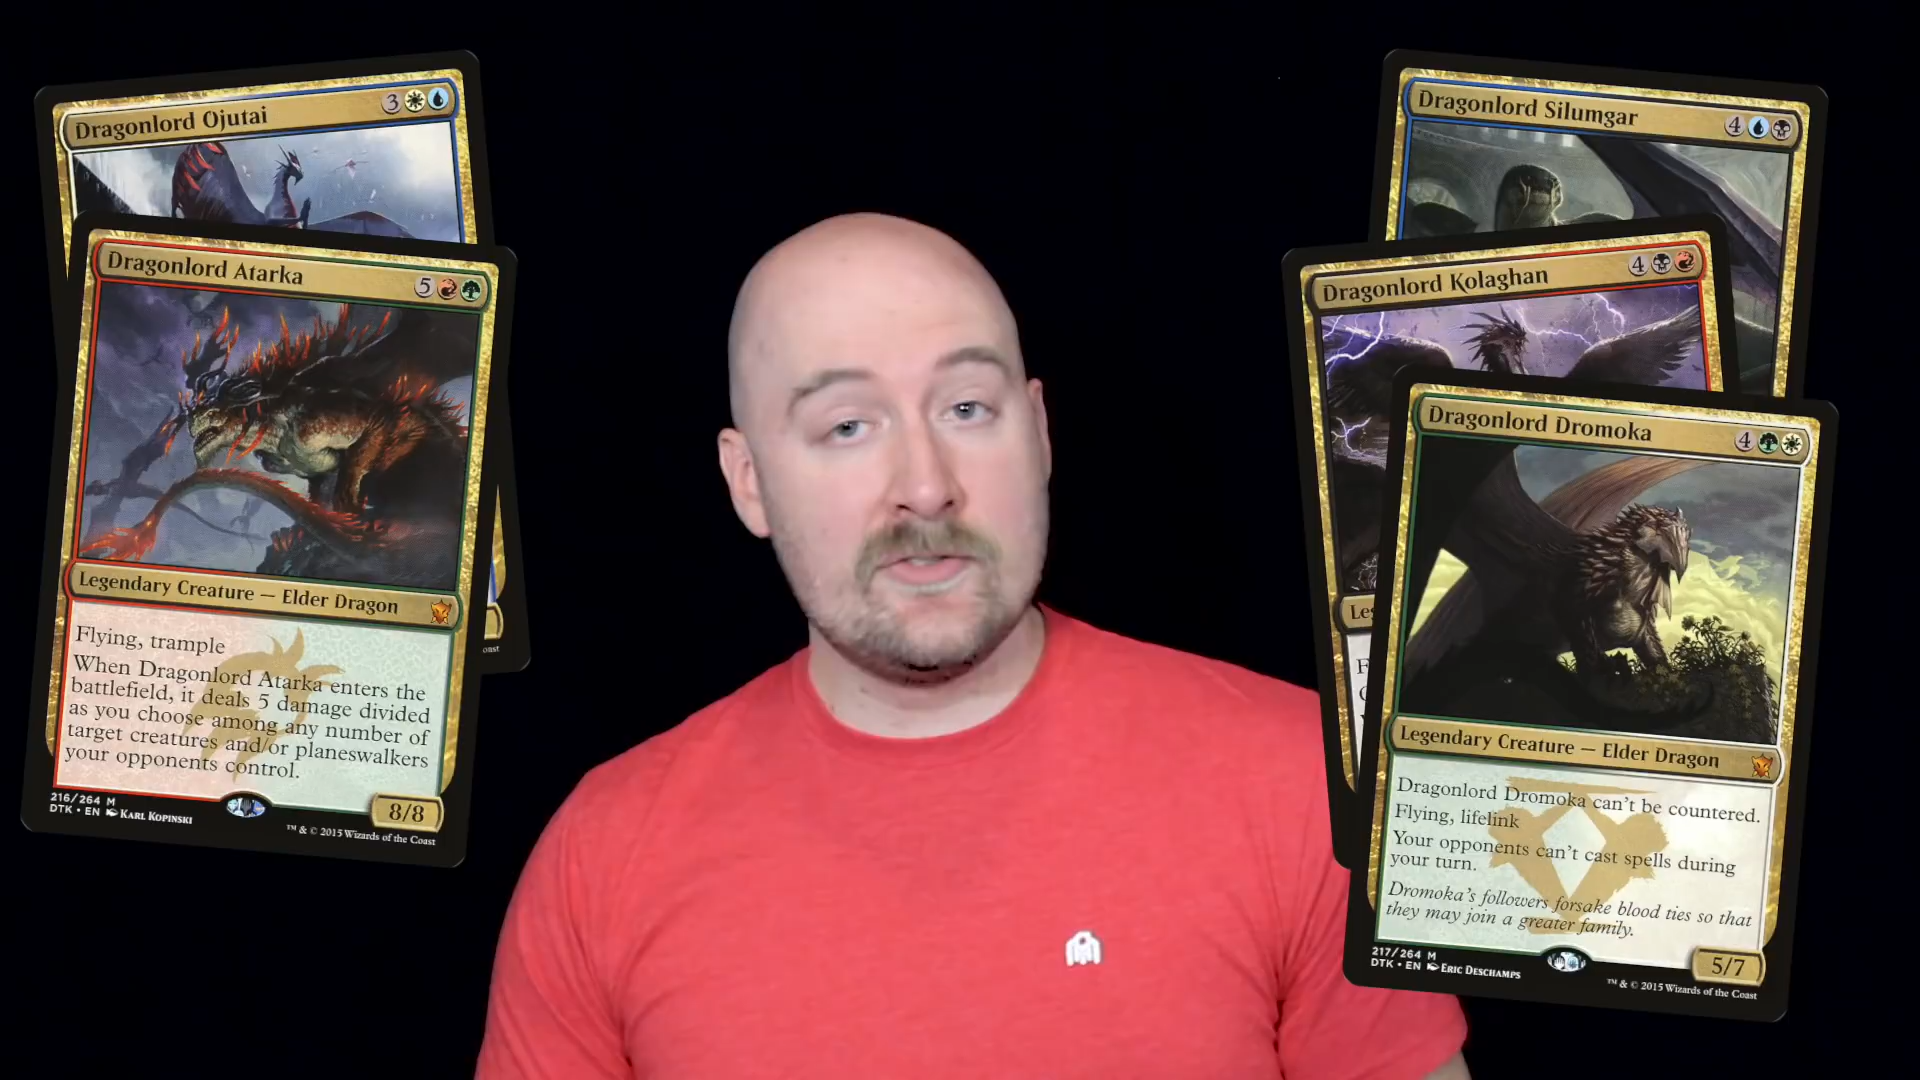 Dragonlord Ojutai 3
Dragonlord Atarka 5
Legendary Creature — Elder Dragon
Flying, trample
When Dragonlord Atarka enters the
battlefield, it deals 5 damage divided
as you choose among any number of
target creatures and/or planeswalkers
your opponents control.
8/8
216/264 M
DTK • EN Karl Kopinski
™ & © 2015 Wizards of the Coast
oast
Dragonlord Silumgar 4
Dragonlord Kolaghan 4
Leg
F
Dragonlord Dromoka 4
Legendary Creature — Elder Dragon
Dragonlord Dromoka can't be countered.
Flying, lifelink
Your opponents can't cast spells during
your turn.
Dromoka's followers forsake blood ties so that
they may join a greater family.
5/7
217/264 M
DTK • EN Eric Deschamps
™ & © 2015 Wizards of the Coast